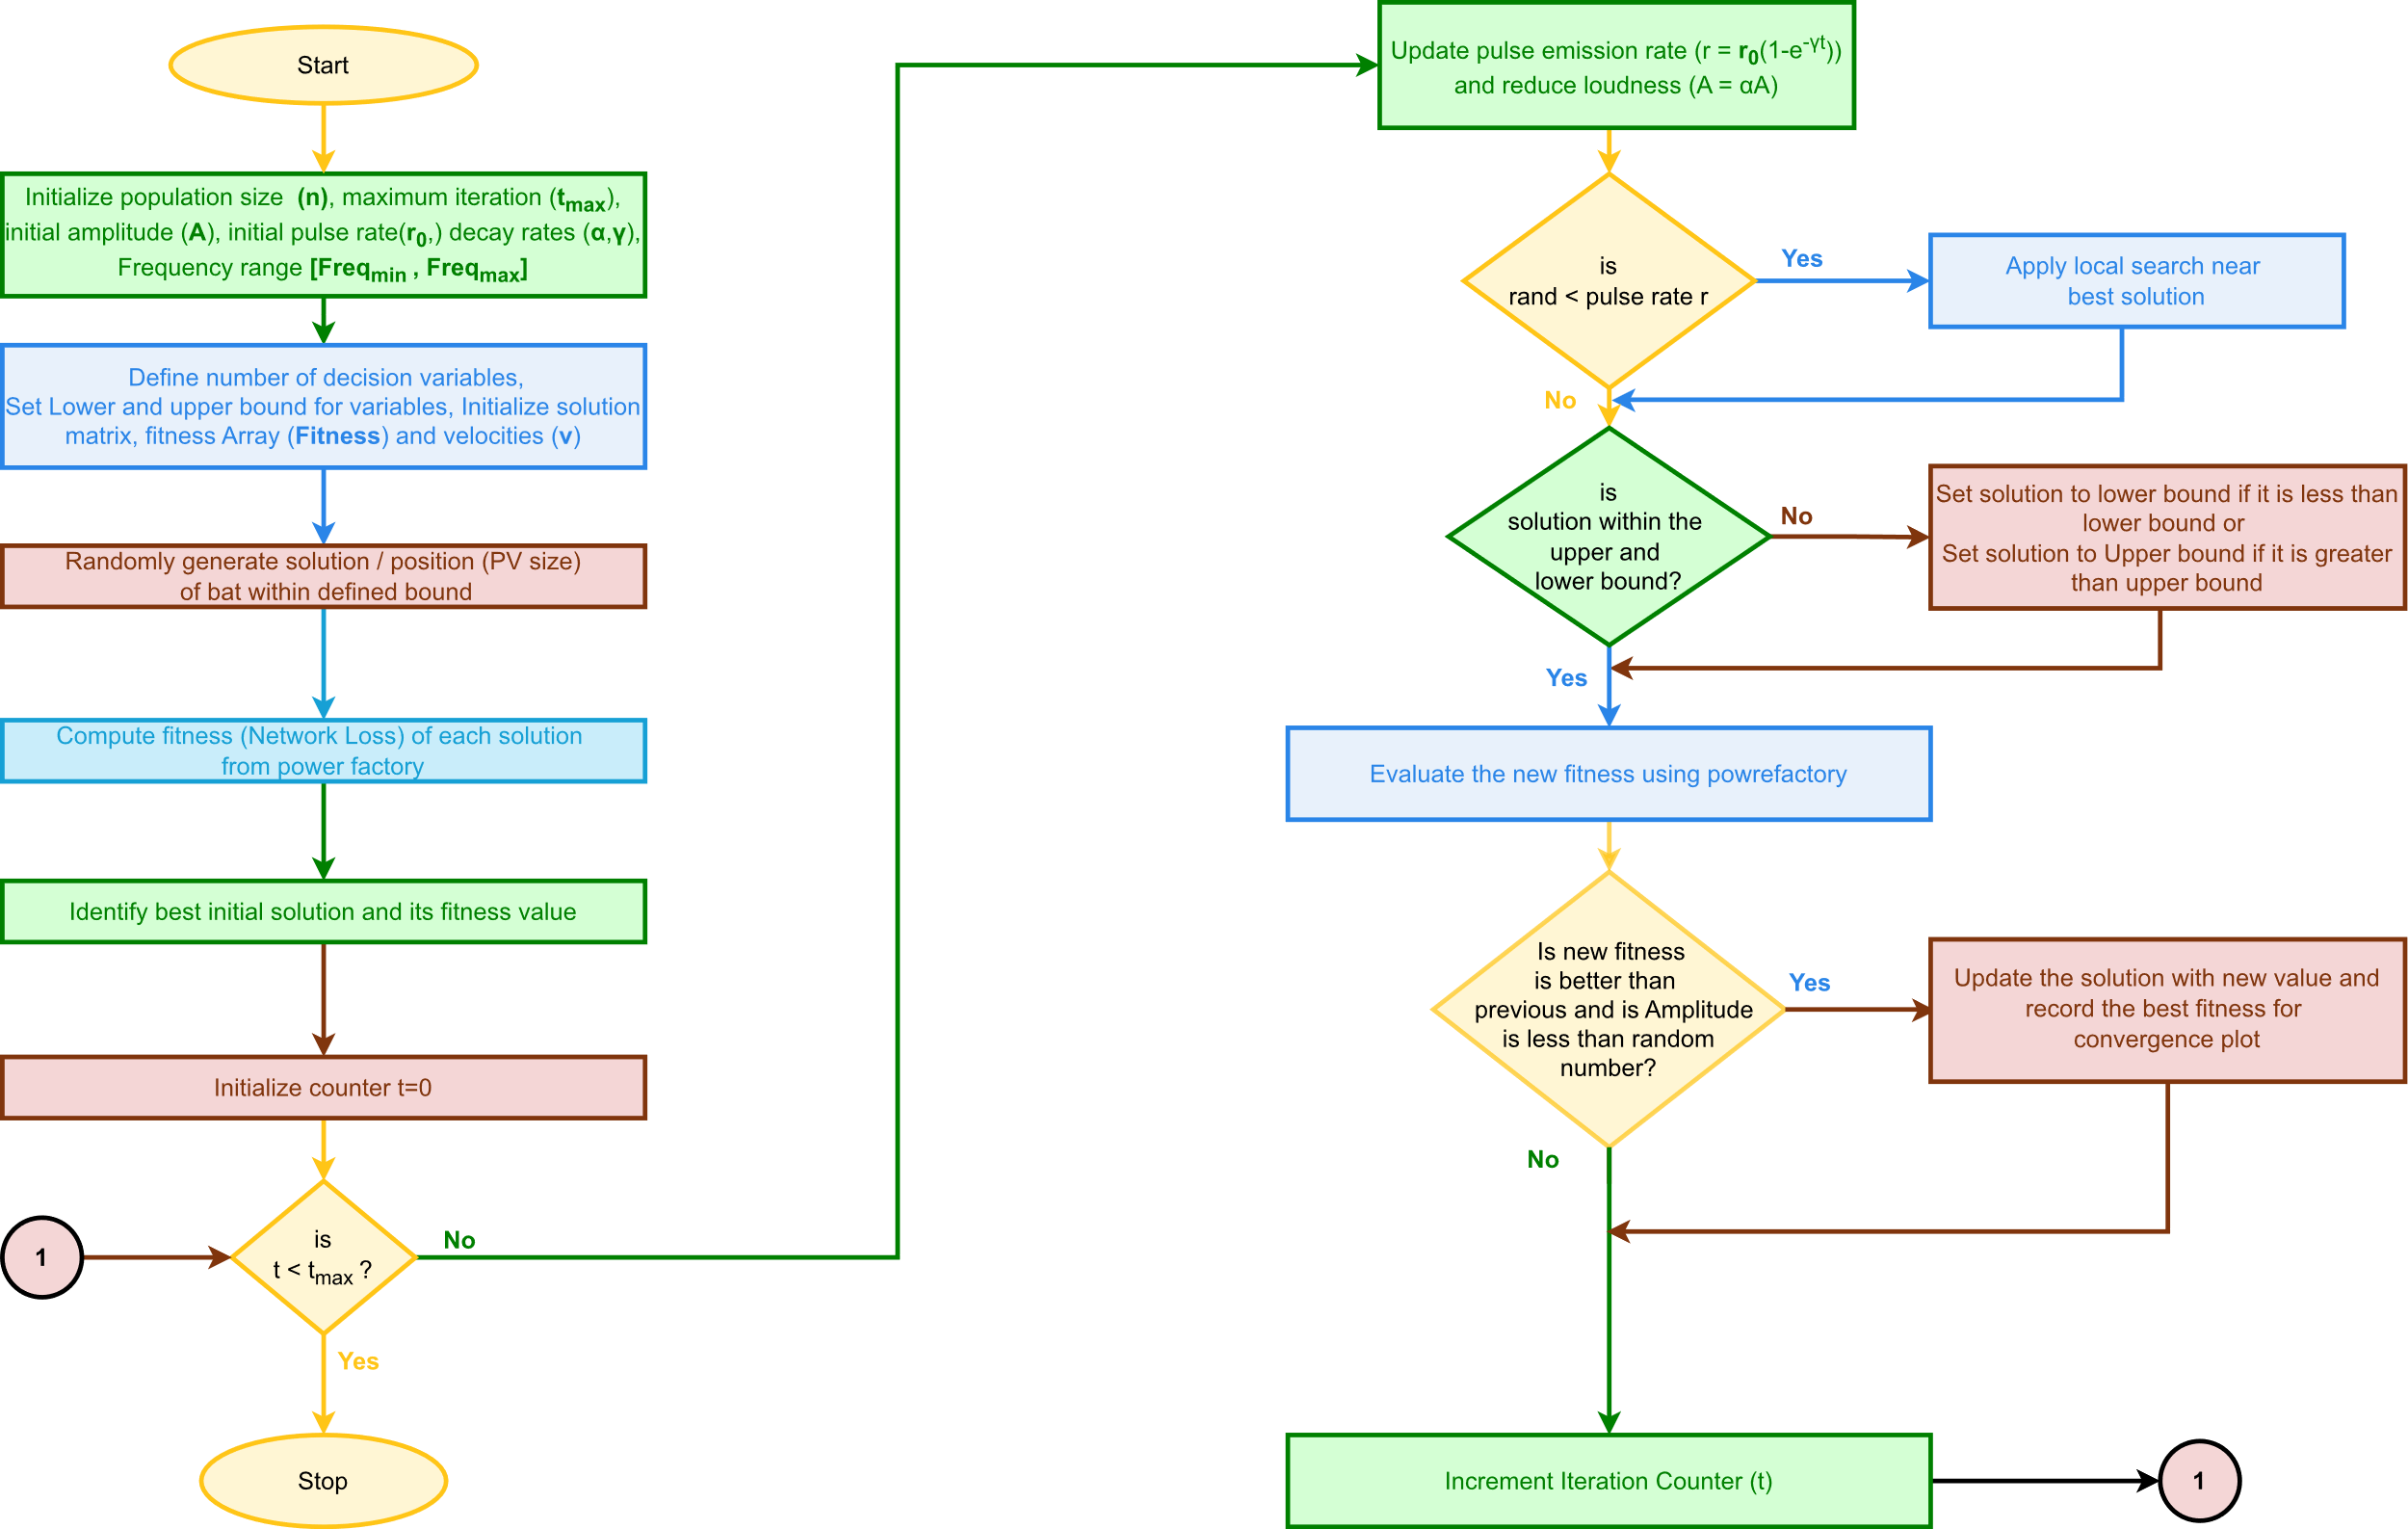 Start
Initialize population size (n), maximum iteration (tmax),
initial amplitude (A), initial pulse rate(r0,) decay rates (α,γ),
Frequency range [Freqmin , Freqmax]
Define number of decision variables,
Set Lower and upper bound for variables, Initialize solution
matrix, fitness Array (Fitness) and velocities (v)
Randomly generate solution / position (PV size)
of bat within defined bound
Compute fitness (Network Loss) of each solution
from power factory
Identify best initial solution and its fitness value
Initialize counter t=0
1
is
t < tmax ?
No
Yes
Stop
Update pulse emission rate (r = r0(1-e-γt))
and reduce loudness (A = αA)
is
rand < pulse rate r
Yes
Apply local search near
best solution
No
is
solution within the
upper and
lower bound?
No
Set solution to lower bound if it is less than
lower bound or
Set solution to Upper bound if it is greater
than upper bound
Yes
Evaluate the new fitness using powrefactory
Is new fitness
is better than
previous and is Amplitude
is less than random
number?
Yes
Update the solution with new value and
record the best fitness for
convergence plot
No
Increment Iteration Counter (t)
1